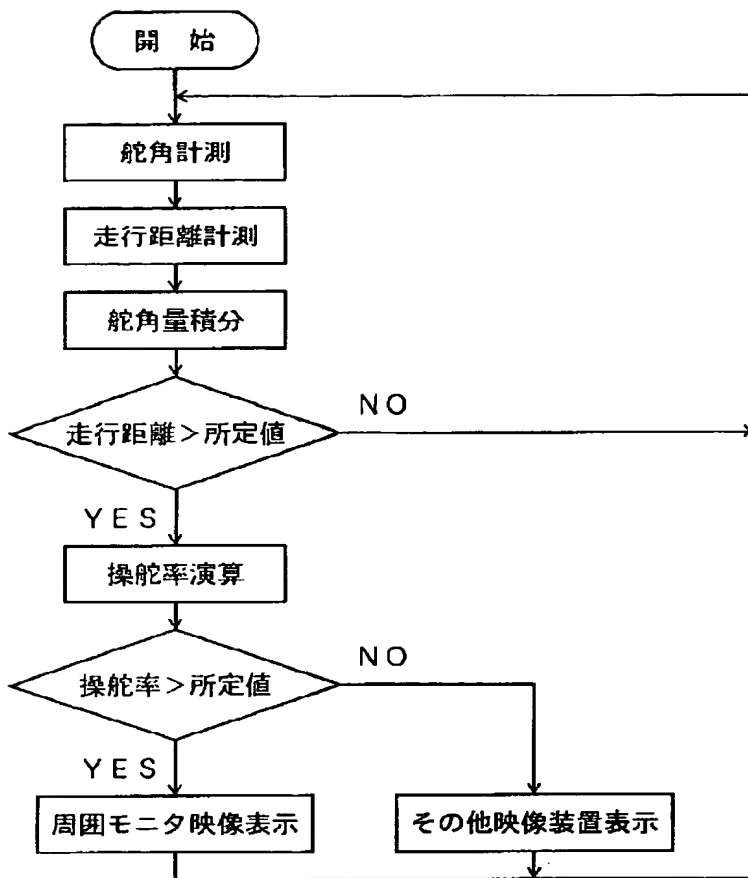 開始
舵角計測
走行距離計測
舵角量積分
走行距離>所定値
NO
YES
操舵率演算
操舵率>所定値
NO
YES
周囲モニタ映像表示
その他映像装置表示